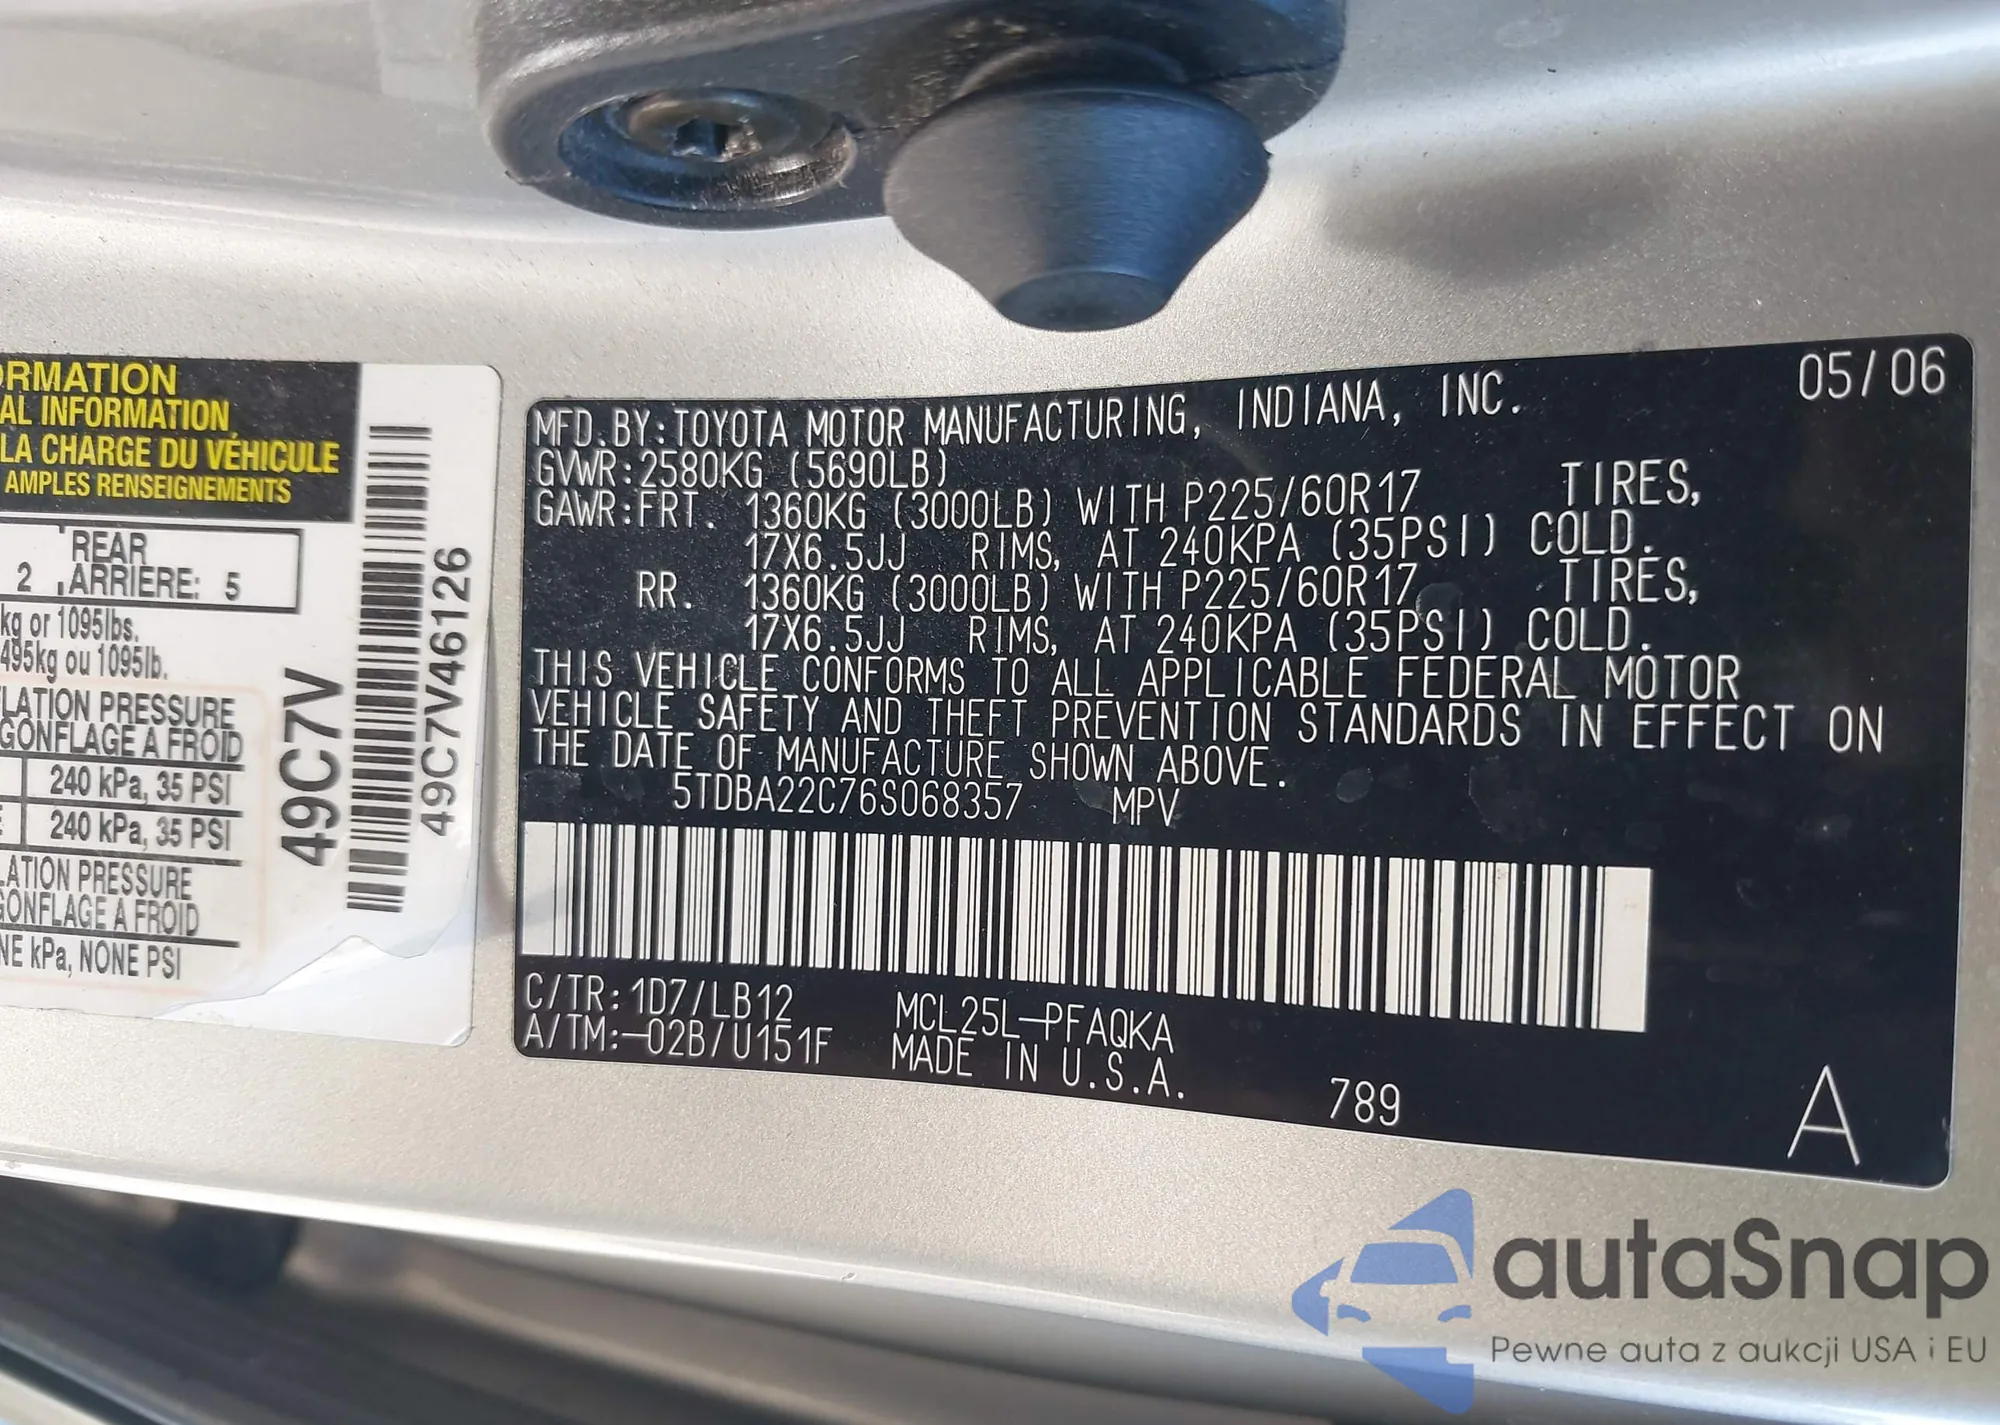 ORMATION
AL INFORMATION
LA CHARGE DU VÉHICULE
AMPLES RENSEIGNEMENTS
2 REAR
ARRIÈRE: 5
kg or 1095lbs.
495kg ou 1095lb.
FLATION PRESSURE
GONFLAGE A FROID
240 kPa, 35 PSI
240 kPa, 35 PSI
LATION PRESSURE
GONFLAGE A FROID
NE kPa, NONE PSI
49C7V
49C7V46126
05/06
MFD.BY:TOYOTA MOTOR MANUFACTURING, INDIANA, INC.
GVWR:2580KG (5690LB)
GAWR:FRT. 1360KG (3000LB) WITH P225/60R17 TIRES,
17X6.5JJ RIMS, AT 240KPA (35PSI) COLD.
RR. 1360KG (3000LB) WITH P225/60R17 TIRES,
17X6.5JJ RIMS, AT 240KPA (35PSI) COLD.
THIS VEHICLE CONFORMS TO ALL APPLICABLE FEDERAL MOTOR
VEHICLE SAFETY AND THEFT PREVENTION STANDARDS IN EFFECT ON
THE DATE OF MANUFACTURE SHOWN ABOVE.
5TDBA22C76S068357 MPV
C/TR:1D7/LB12 MCL25L-PFAQKA
A/TM:-02B/U151F MADE IN U.S.A.
789
A
autaSnap
Pewne auta z aukcji USA i EU